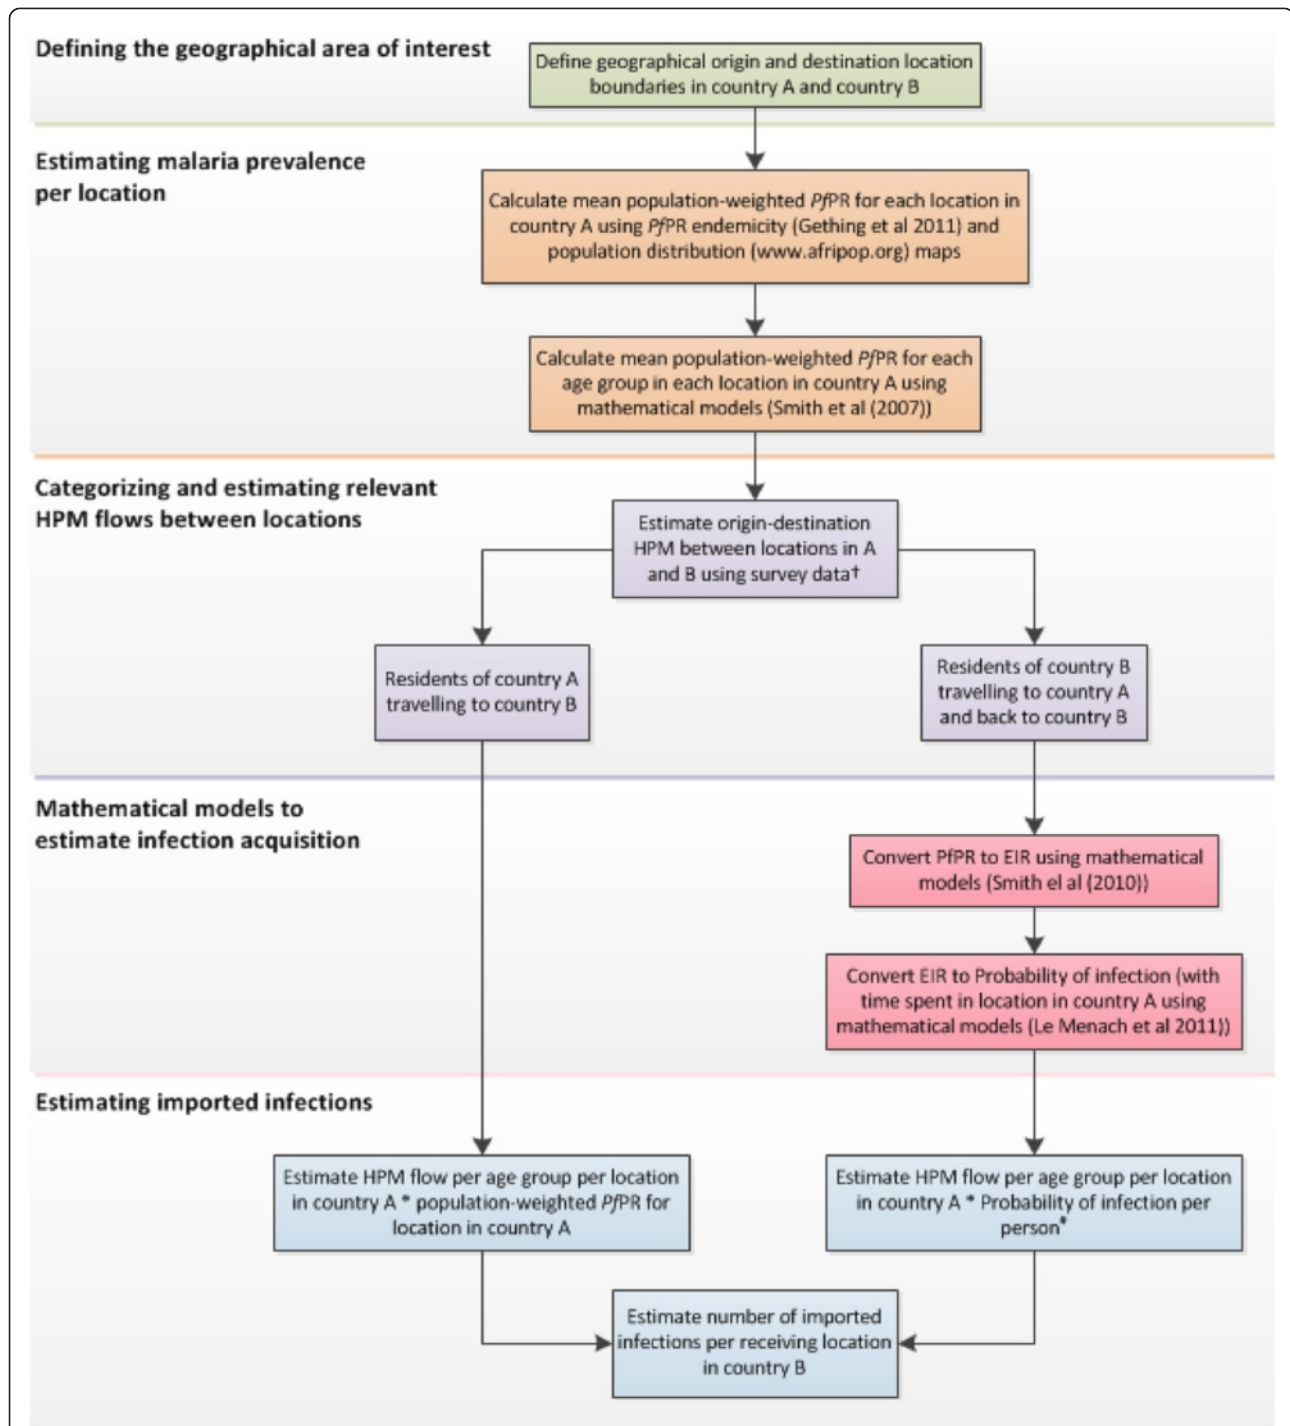 Defining the geographical area of interest
Define geographical origin and destination location
boundaries in country A and country B
Estimating malaria prevalence
per location
Calculate mean population-weighted PfPR for each location in
country A using PfPR endemicity (Gething et al 2011) and
population distribution (www.afripop.org) maps
Calculate mean population-weighted PfPR for each
age group in each location in country A using
mathematical models (Smith et al (2007))
Categorizing and estimating relevant
HPM flows between locations
Estimate origin-destination
HPM between locations in A
and B using survey data†
Residents of country A
travelling to country B
Residents of country B
travelling to country A
and back to country B
Mathematical models to
estimate infection acquisition
Convert PfPR to EIR using mathematical
models (Smith el al (2010))
Convert EIR to Probability of infection (with
time spent in location in country A using
mathematical models (Le Menach et al 2011))
Estimating imported infections
Estimate HPM flow per age group per location
in country A * population-weighted PfPR for
location in country A
Estimate HPM flow per age group per location
in country A * Probability of infection per
person
Estimate number of imported
infections per receiving location
in country B